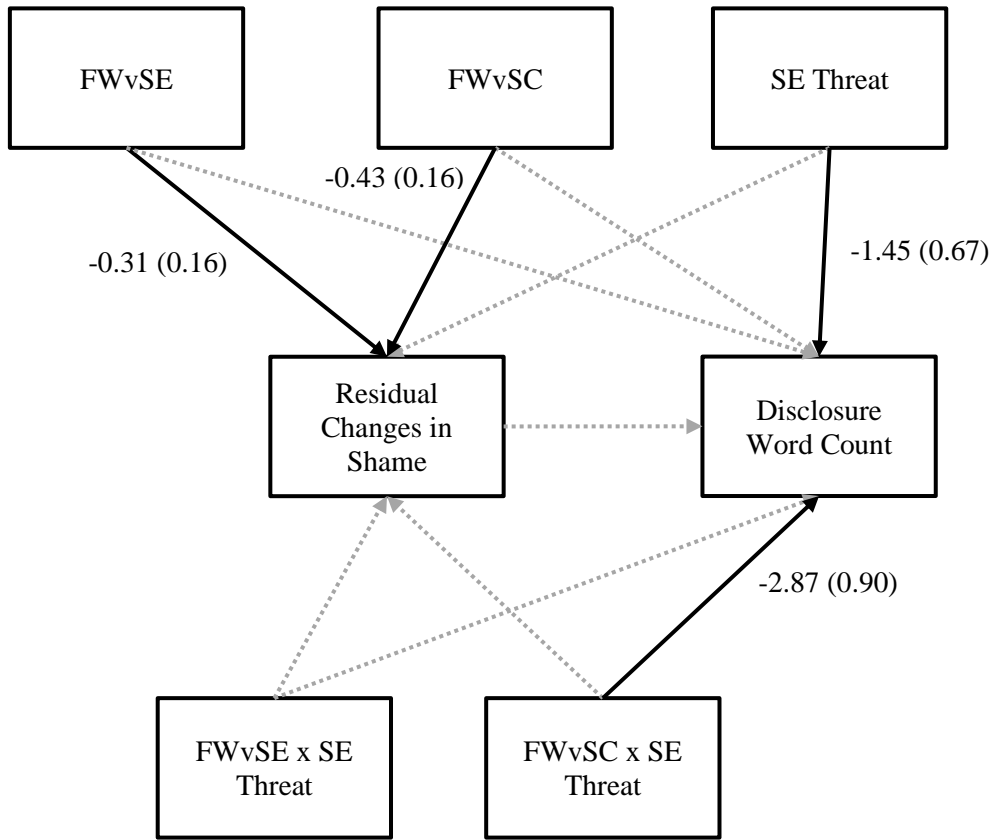 FWvSE
FWvSC
SE Threat
-0.43 (0.16)
-0.31 (0.16)
-1.45 (0.67)
Residual
Changes in
Shame
Disclosure
Word Count
-2.87 (0.90)
FWvSE x SE
Threat
FWvSC x SE
Threat